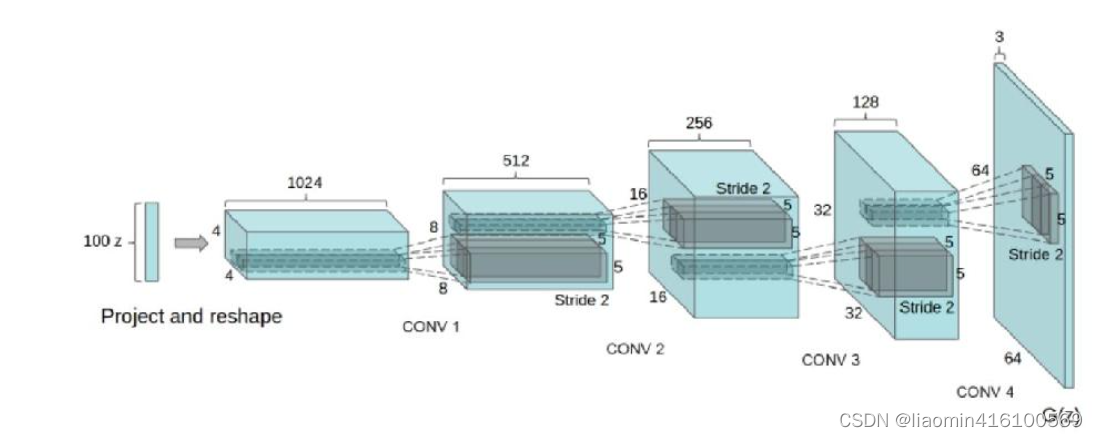 100 z
Project and reshape
1024
4
4
CONV 1
512
8
8
5
5
Stride 2
CONV 2
256
16
16
Stride 2
5
5
CONV 3
128
32
32
5
5
Stride 2
CONV 4
3
64
64
5
5
Stride 2
G(z)
CSDN @liaomin416100569